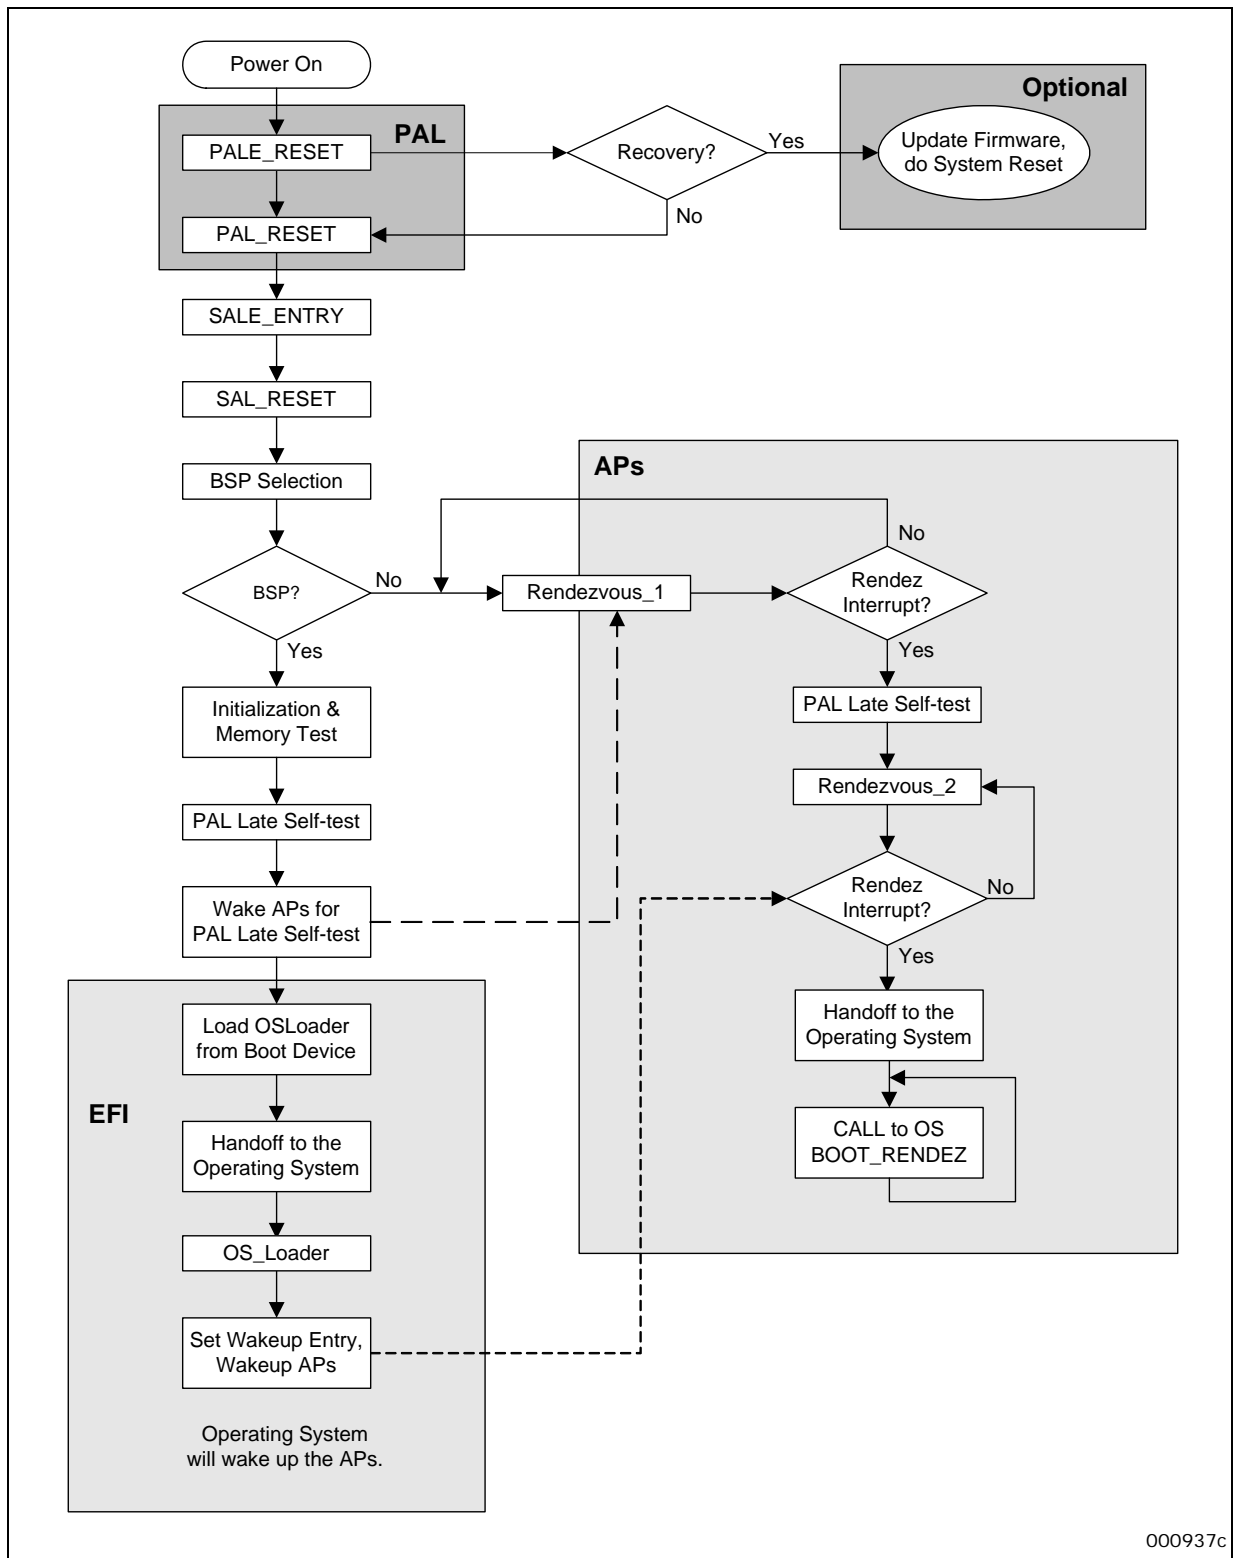 Power On
PAL
Optional
PALE_RESET
Recovery?
Yes
Update Firmware,
do System Reset
PAL_RESET
No
SALE_ENTRY
SAL_RESET
BSP Selection
APs
No
BSP?
No
Rendezvous_1
Rendez
Interrupt?
Yes
Yes
Initialization &
Memory Test
PAL Late Self-test
Rendezvous_2
PAL Late Self-test
Rendez
Interrupt?
No
Wake APs for
PAL Late Self-test
Yes
Load OSLoader
from Boot Device
Handoff to the
Operating System
EFI
Handoff to the
Operating System
CALL to OS
BOOT_RENDEZ
OS_Loader
Set Wakeup Entry,
Wakeup APs
Operating System
will wake up the APs.
000937c